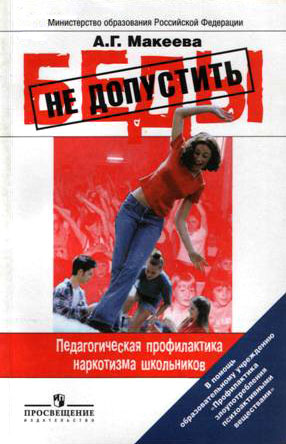 Министерство образования Российской Федерации
А.Г. Макеева
НЕ ДОПУСТИТЬ
БЕДЫ
Педагогическая профилактика
наркотизма школьников
В помощь
образовательному учреждению
«Профилактика
злоупотребления
психоактивными
веществами»
ПРОСВЕЩЕНИЕ
ИЗДАТЕЛЬСТВО